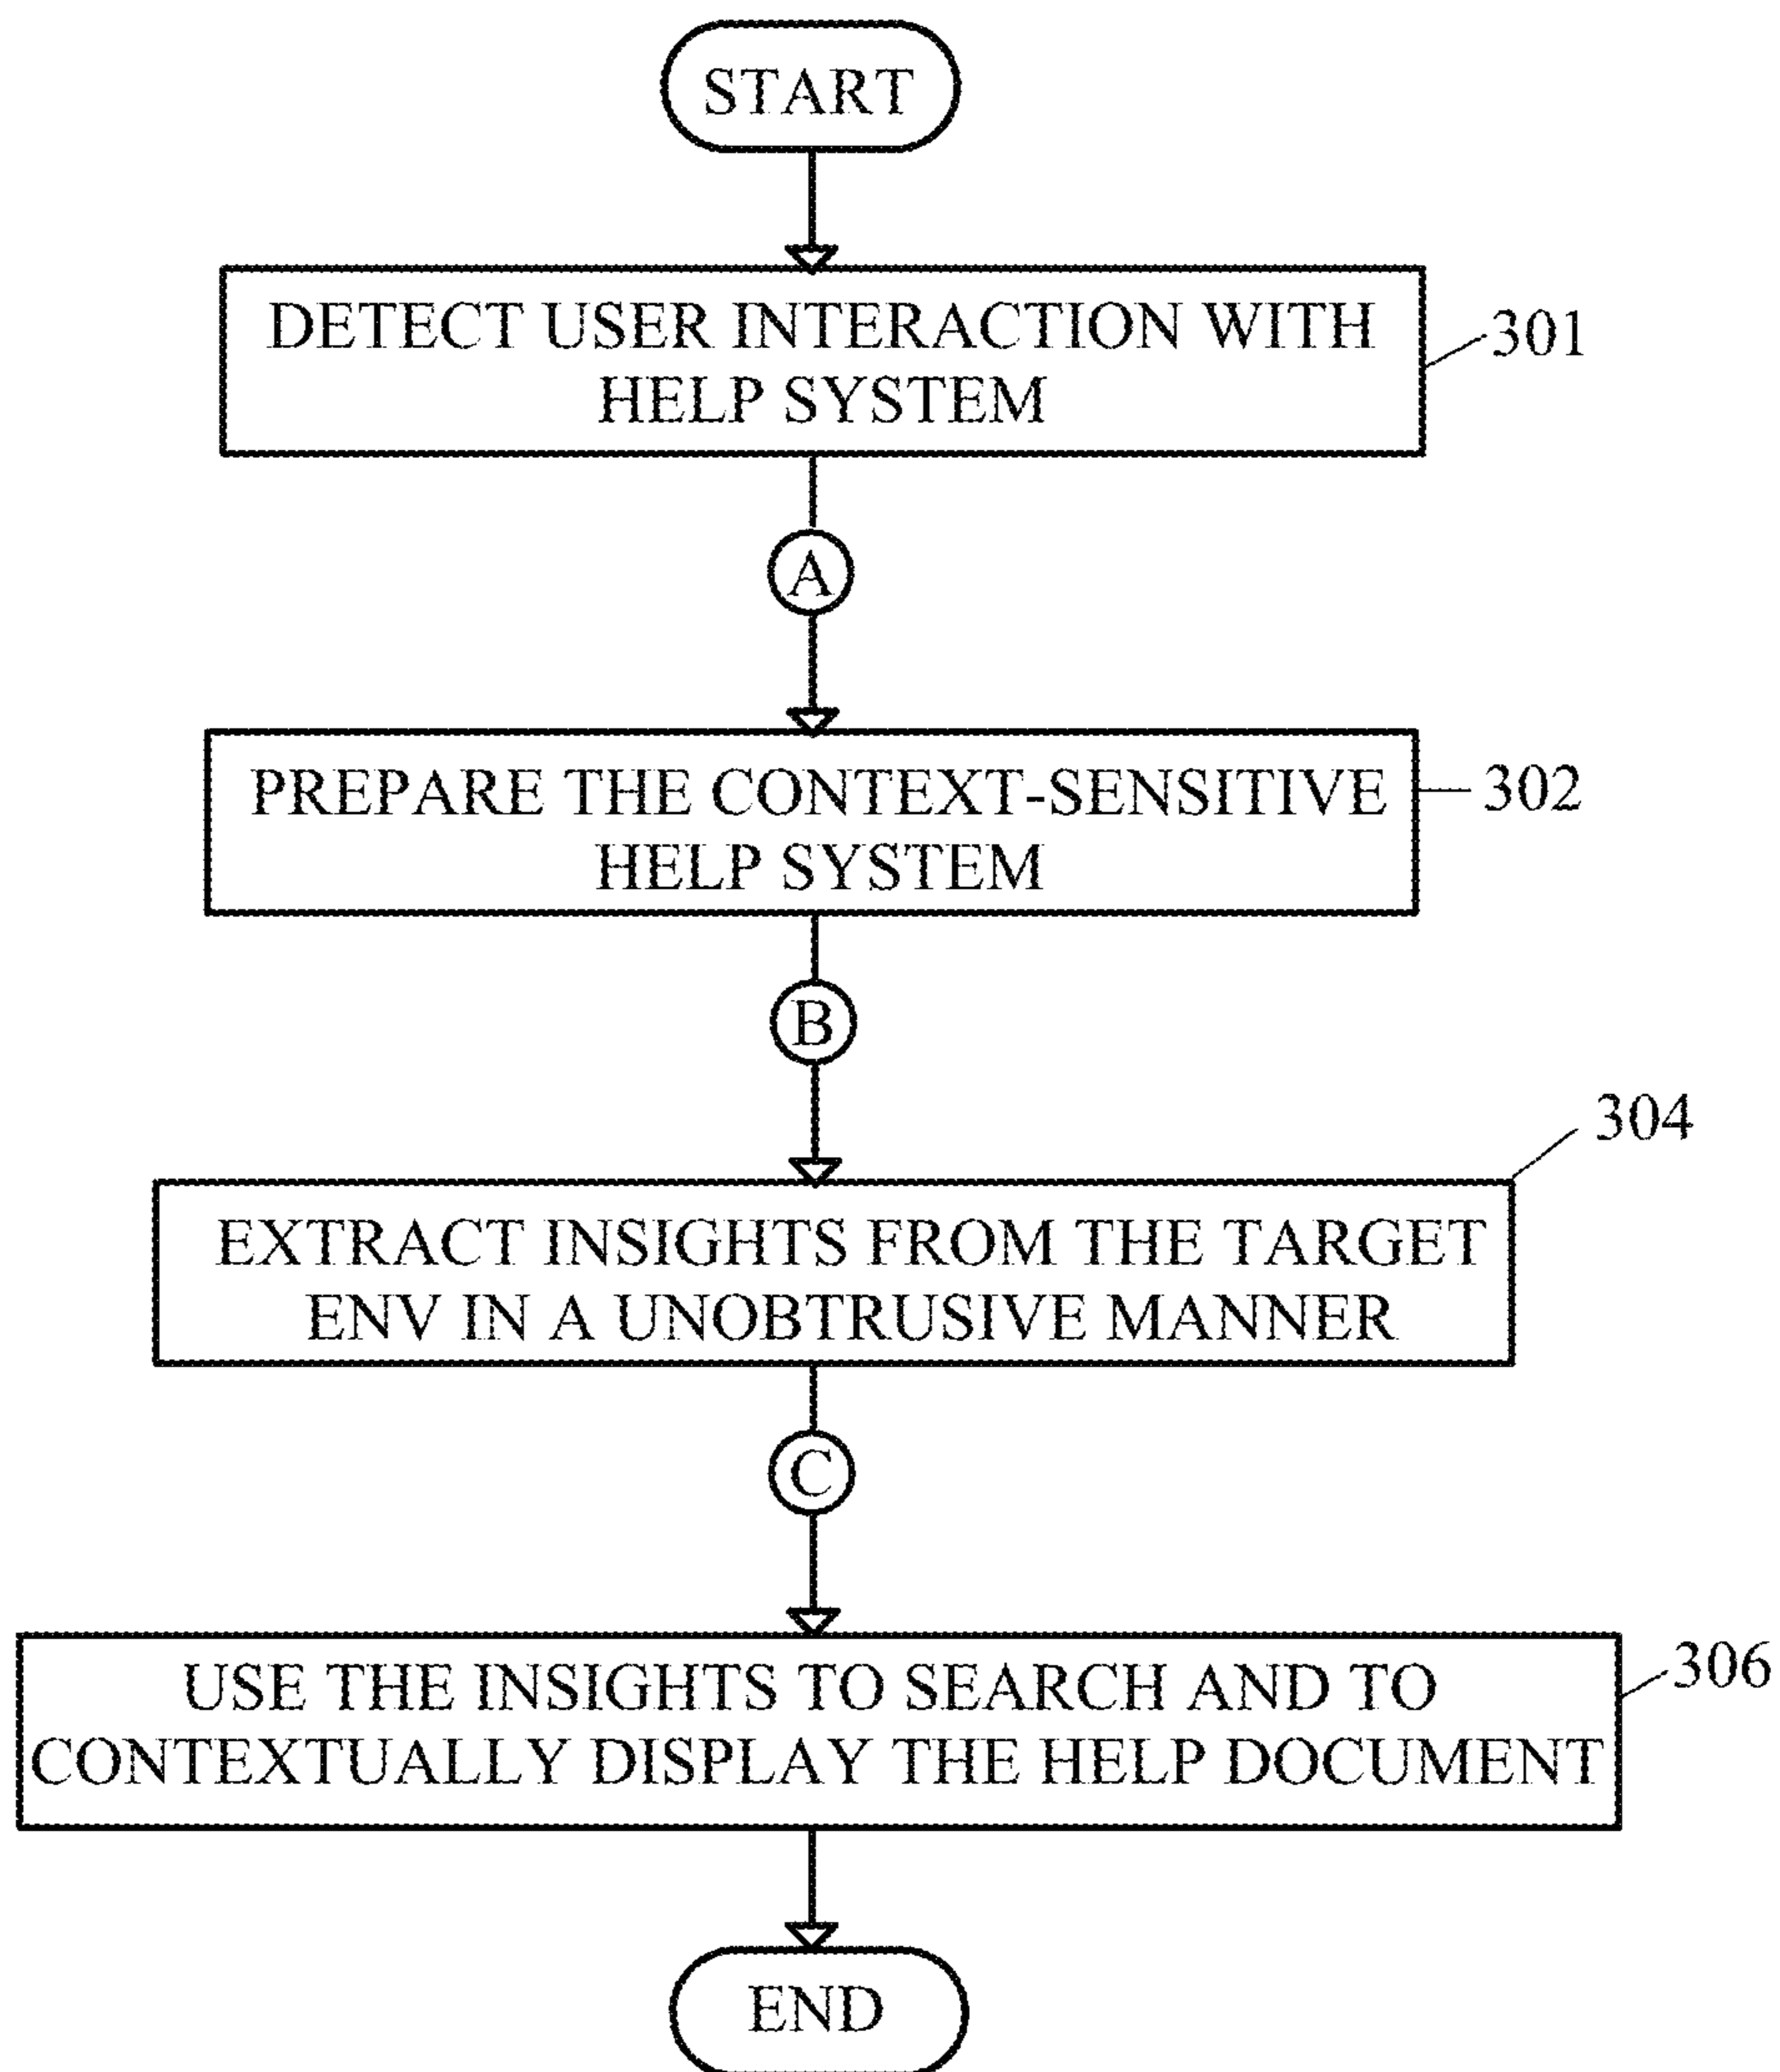 START
DETECT USER INTERACTION WITH
HELP SYSTEM
301
A
PREPARE THE CONTEXT-SENSITIVE
HELP SYSTEM
302
B
304
EXTRACT INSIGHTS FROM THE TARGET
ENV IN A UNOBTRUSIVE MANNER
C
USE THE INSIGHTS TO SEARCH AND TO
CONTEXTUALLY DISPLAY THE HELP DOCUMENT
306
END